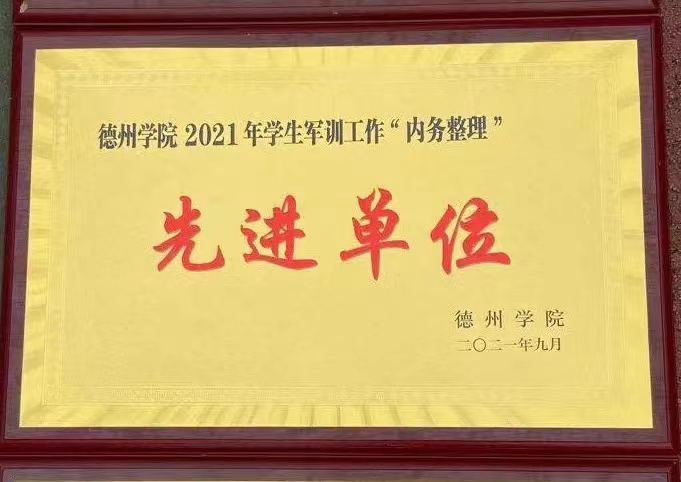 德州学院 2021 年学生军训工作“内务整理”
先进单位
德州学院
二〇二一年九月